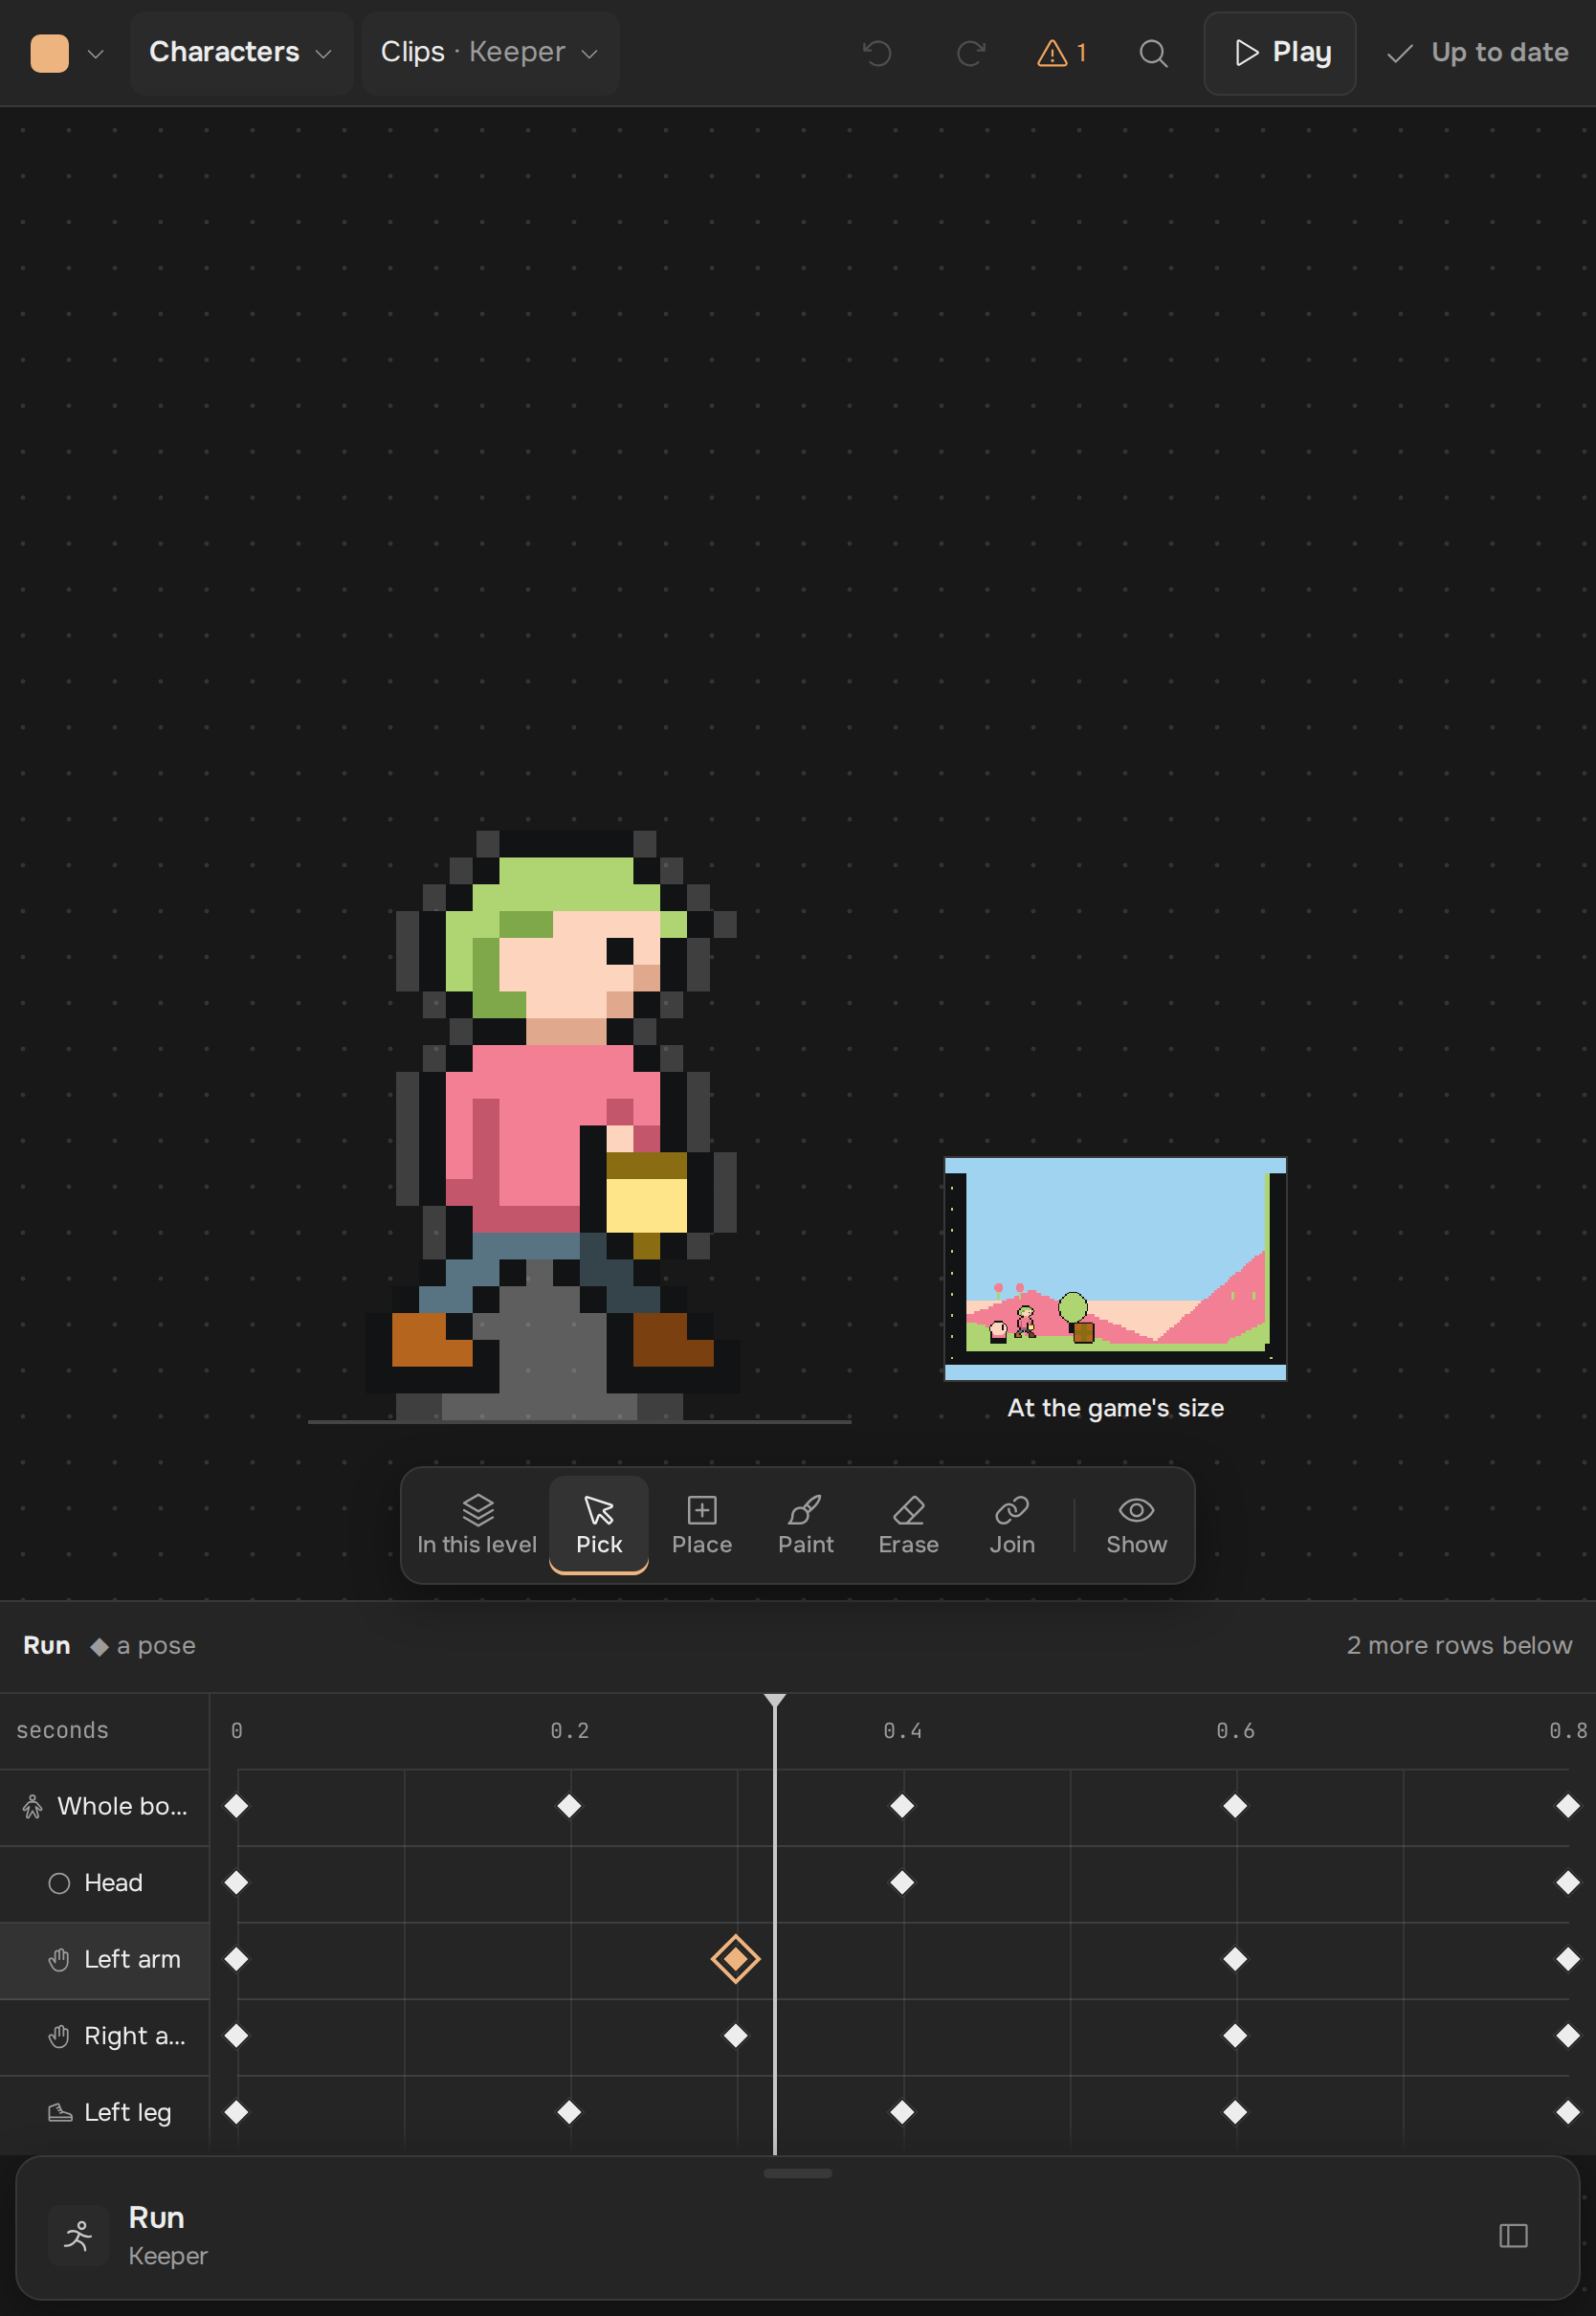 Characters
Clips · Keeper
1
Play
Up to date
At the game's size
In this level
Pick
Place
Paint
Erase
Join
Show
Run
◆ a pose
2 more rows below
seconds
0
0.2
0.4
0.6
0.8
Whole bo...
Head
Left arm
Right a...
Left leg
Run
Keeper